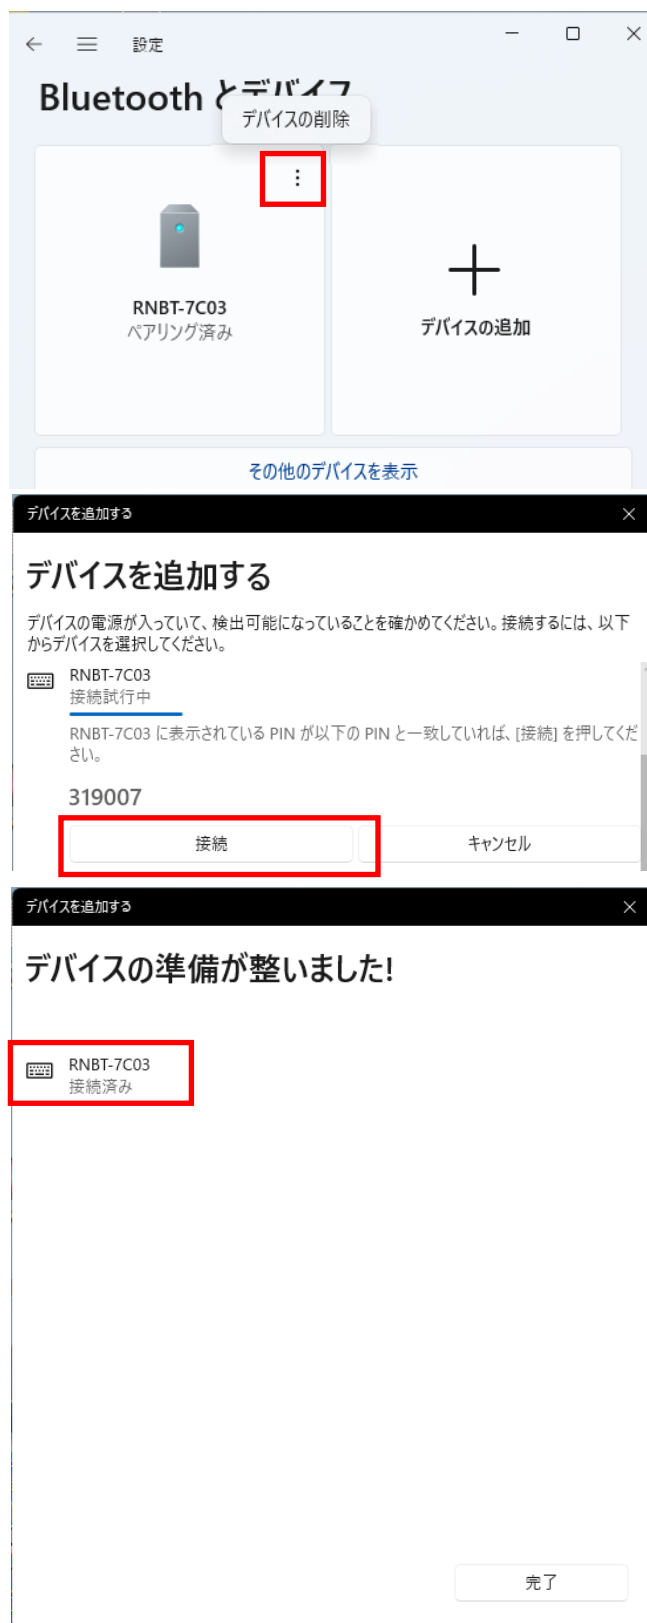 設定
Bluetooth とデバイス
デバイスの削除
RNBT-7C03
ペアリング済み
デバイスの追加
その他のデバイスを表示
デバイスを追加する
デバイスを追加する
デバイスの電源が入っていて、検出可能になっていることを確かめてください。接続するには、以下
からデバイスを選択してください。
RNBT-7C03
接続試行中
RNBT-7C03 に表示されている PIN が以下の PIN と一致していれば、[接続] を押してくだ
さい。
319007
接続
キャンセル
デバイスを追加する
デバイスの準備が整いました!
RNBT-7C03
接続済み
完了